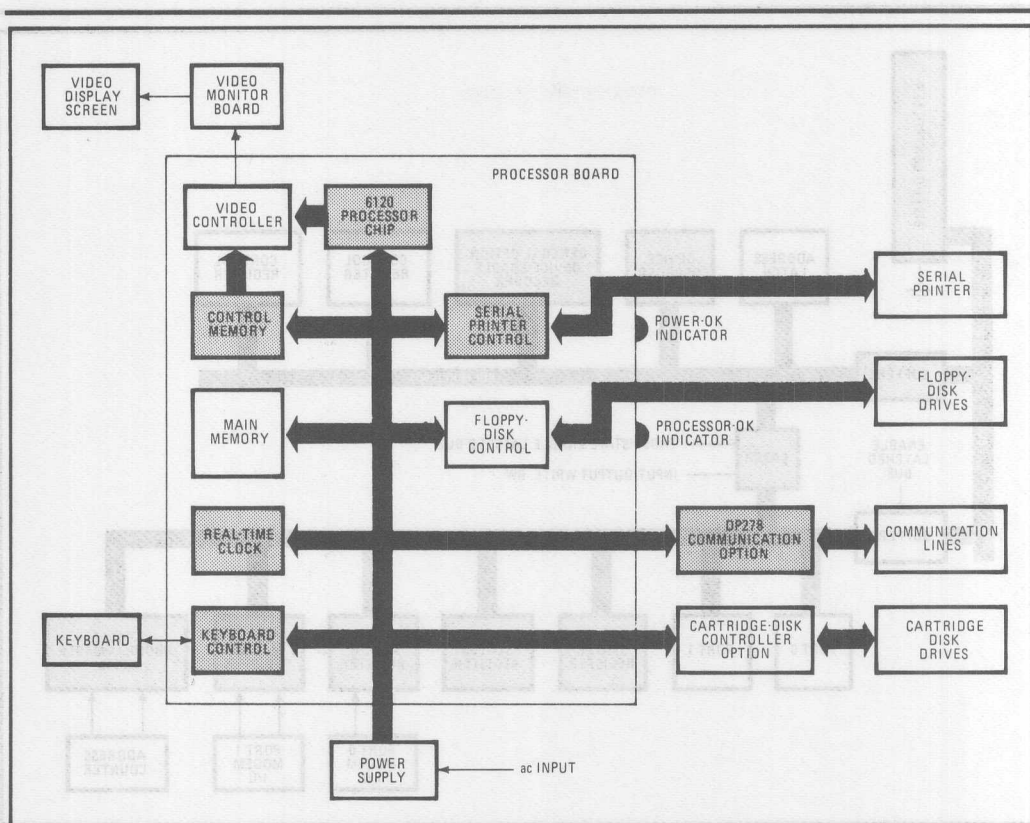 VIDEO
DISPLAY
SCREEN
VIDEO
MONITOR
BOARD
PROCESSOR BOARD
VIDEO
CONTROLLER
6120
PROCESSOR
CHIP
CONTROL
MEMORY
SERIAL
PRINTER
CONTROL
POWER-OK
INDICATOR
SERIAL
PRINTER
MAIN
MEMORY
FLOPPY-
DISK
CONTROL
PROCESSOR-OK
INDICATOR
FLOPPY-
DISK
DRIVES
REAL-TIME
CLOCK
DP278
COMMUNICATION
OPTION
COMMUNICATION
LINES
KEYBOARD
KEYBOARD
CONTROL
CARTRIDGE-DISK
CONTROLLER
OPTION
CARTRIDGE
DISK
DRIVES
POWER
SUPPLY
ac INPUT